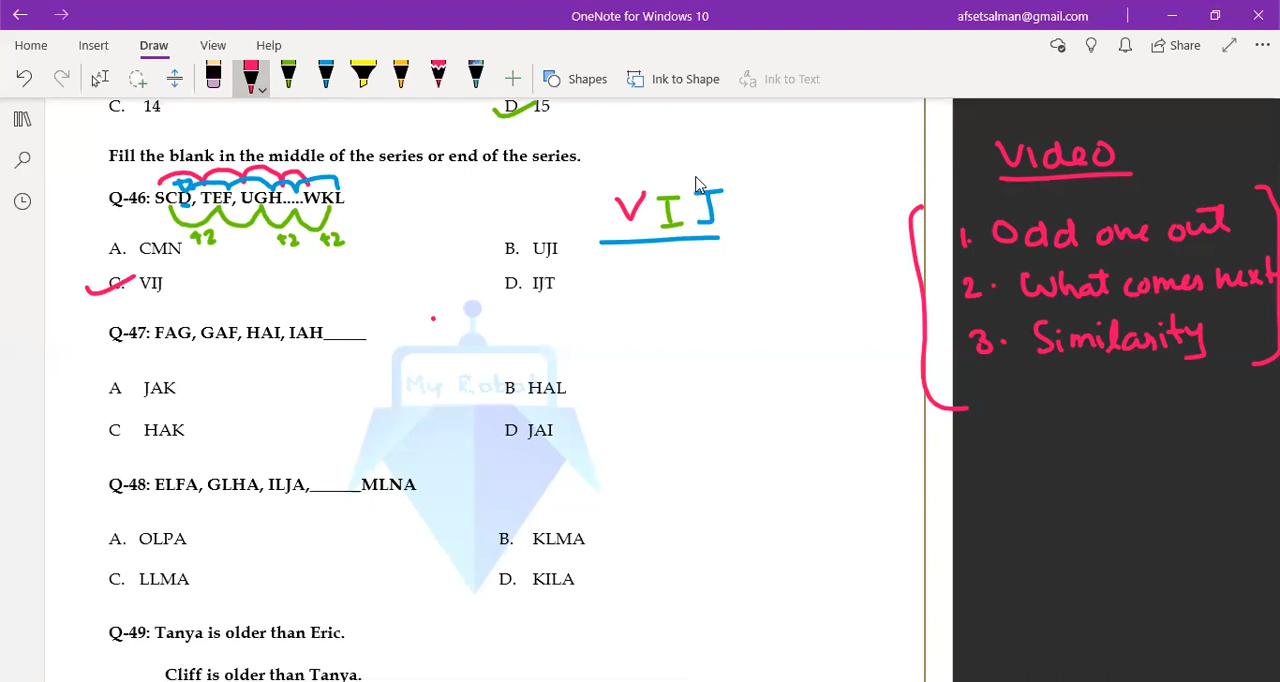 OneNote for Windows 10
afsetsalman@gmail.com
Home Insert Draw View Help
Share
Shapes
Ink to Shape
Ink to Text
C. 14
D 15
Fill the blank in the middle of the series or end of the series.
Q-46: SCD, TEF, UGH....WKL
+2 +2 +2 +2
V I J
A. CMN
B. UJI
C. VIJ
D. IJT
Q-47: FAG, GAF, HAI, IAH_____
A JAK
B HAL
C HAK
D JAI
My Robot
Q-48: ELFA, GLHA, ILJA,______MLNA
A. OLPA
B. KLMA
C. LLMA
D. KILA
Q-49: Tanya is older than Eric.
Cliff is older than Tanya.
Video
1. Odd one out
2. What comes next
3. Similarity